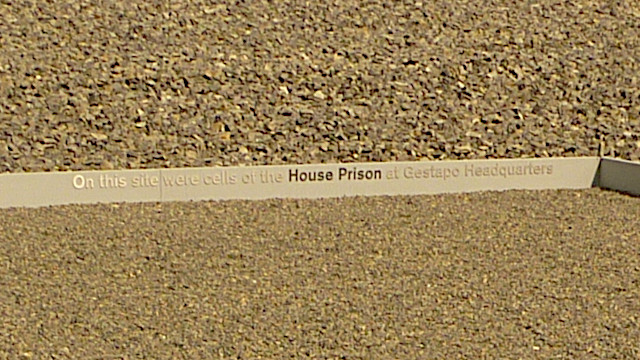 On this site were cells of the House Prison at Gestapo Headquarters